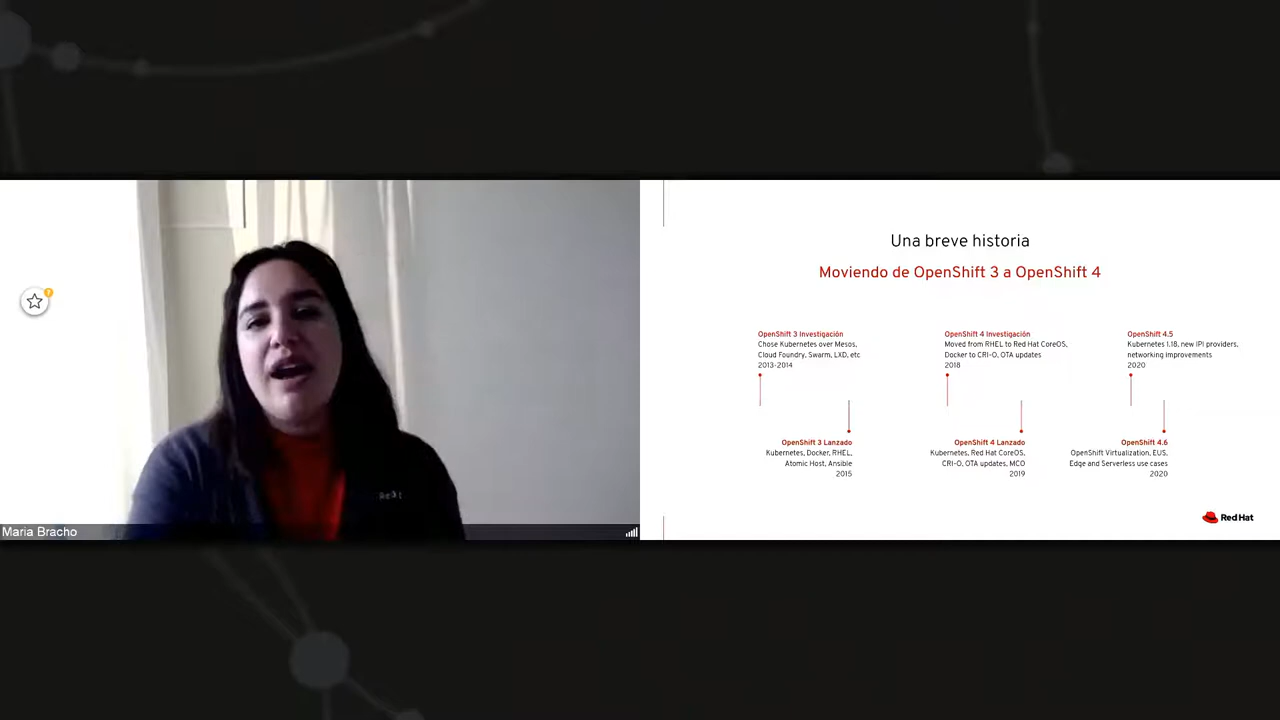 Maria Bracho
Una breve historia
Moviendo de OpenShift 3 a OpenShift 4
OpenShift 3 Investigación
Chose Kubernetes over Mesos,
Cloud Foundry, Swarm, LXD, etc
2013-2014
OpenShift 4 Investigación
Moved from RHEL to Red Hat CoreOS,
Docker to CRI-O, OTA updates
2018
OpenShift 4.5
Kubernetes 1.18, new IPI providers,
networking improvements
2020
OpenShift 3 Lanzado
Kubernetes, Docker, RHEL,
Atomic Host, Ansible
2015
OpenShift 4 Lanzado
Kubernetes, Red Hat CoreOS,
CRI-O, OTA updates, MCO
2019
OpenShift 4.6
OpenShift Virtualization, EUS,
Edge and Serverless use cases
2020
Red Hat